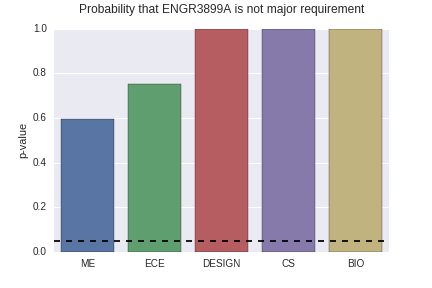 Probability that ENGR3899A is not major requirement
1.0
0.8
0.6
0.4
0.2
0.0
p-value
ME ECE DESIGN CS BIO